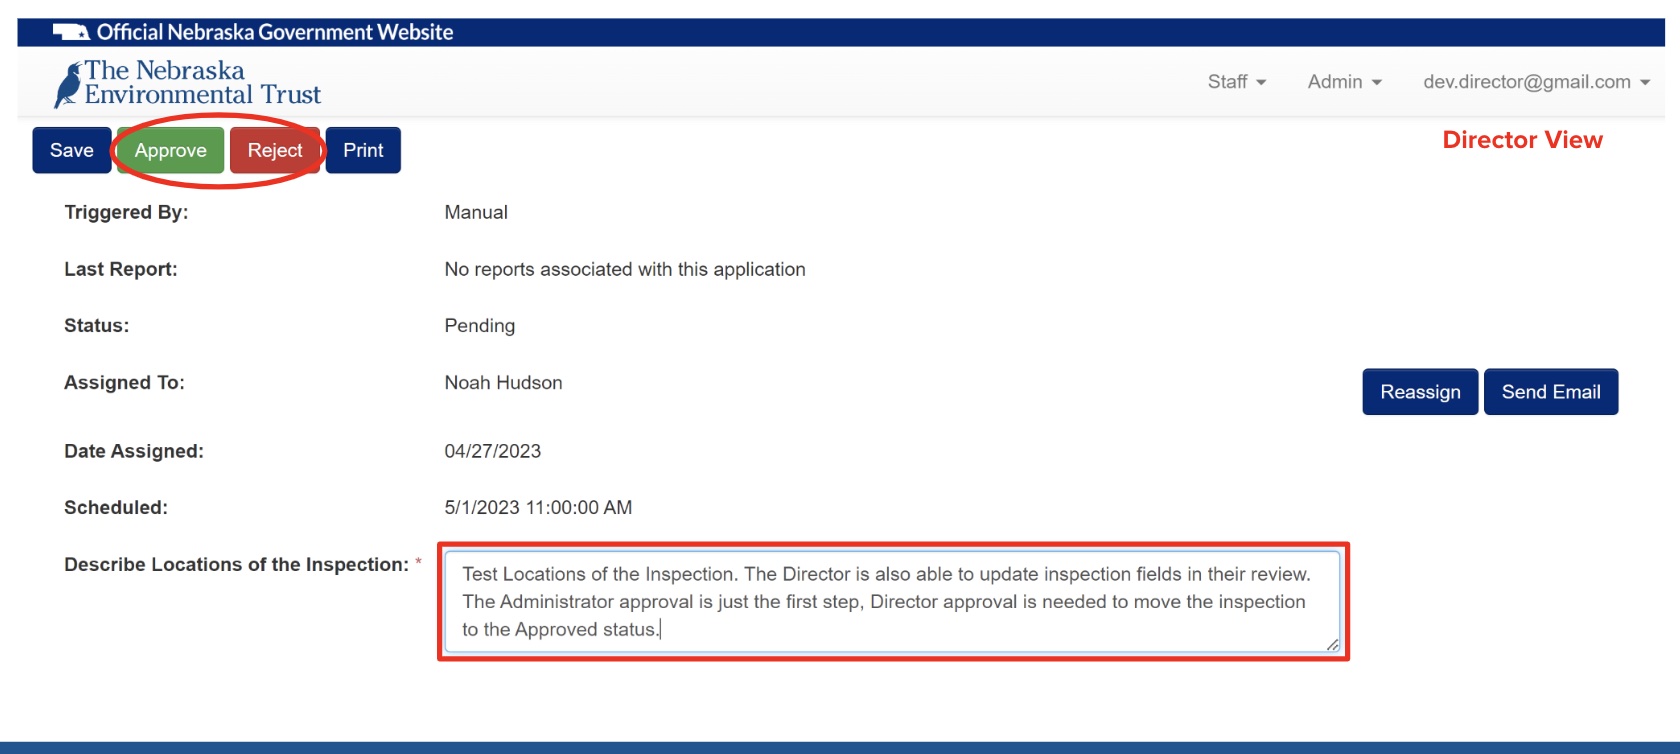 Official Nebraska Government Website
The Nebraska
Environmental Trust
Staff
Admin
dev.director@gmail.com
Save
Approve
Reject
Print
Director View
Triggered By:
Manual
Last Report:
No reports associated with this application
Status:
Pending
Assigned To:
Noah Hudson
Reassign
Send Email
Date Assigned:
04/27/2023
Scheduled:
5/1/2023 11:00:00 AM
Describe Locations of the Inspection: *
Test Locations of the Inspection. The Director is also able to update inspection fields in their review.
The Administrator approval is just the first step, Director approval is needed to move the inspection
to the Approved status.